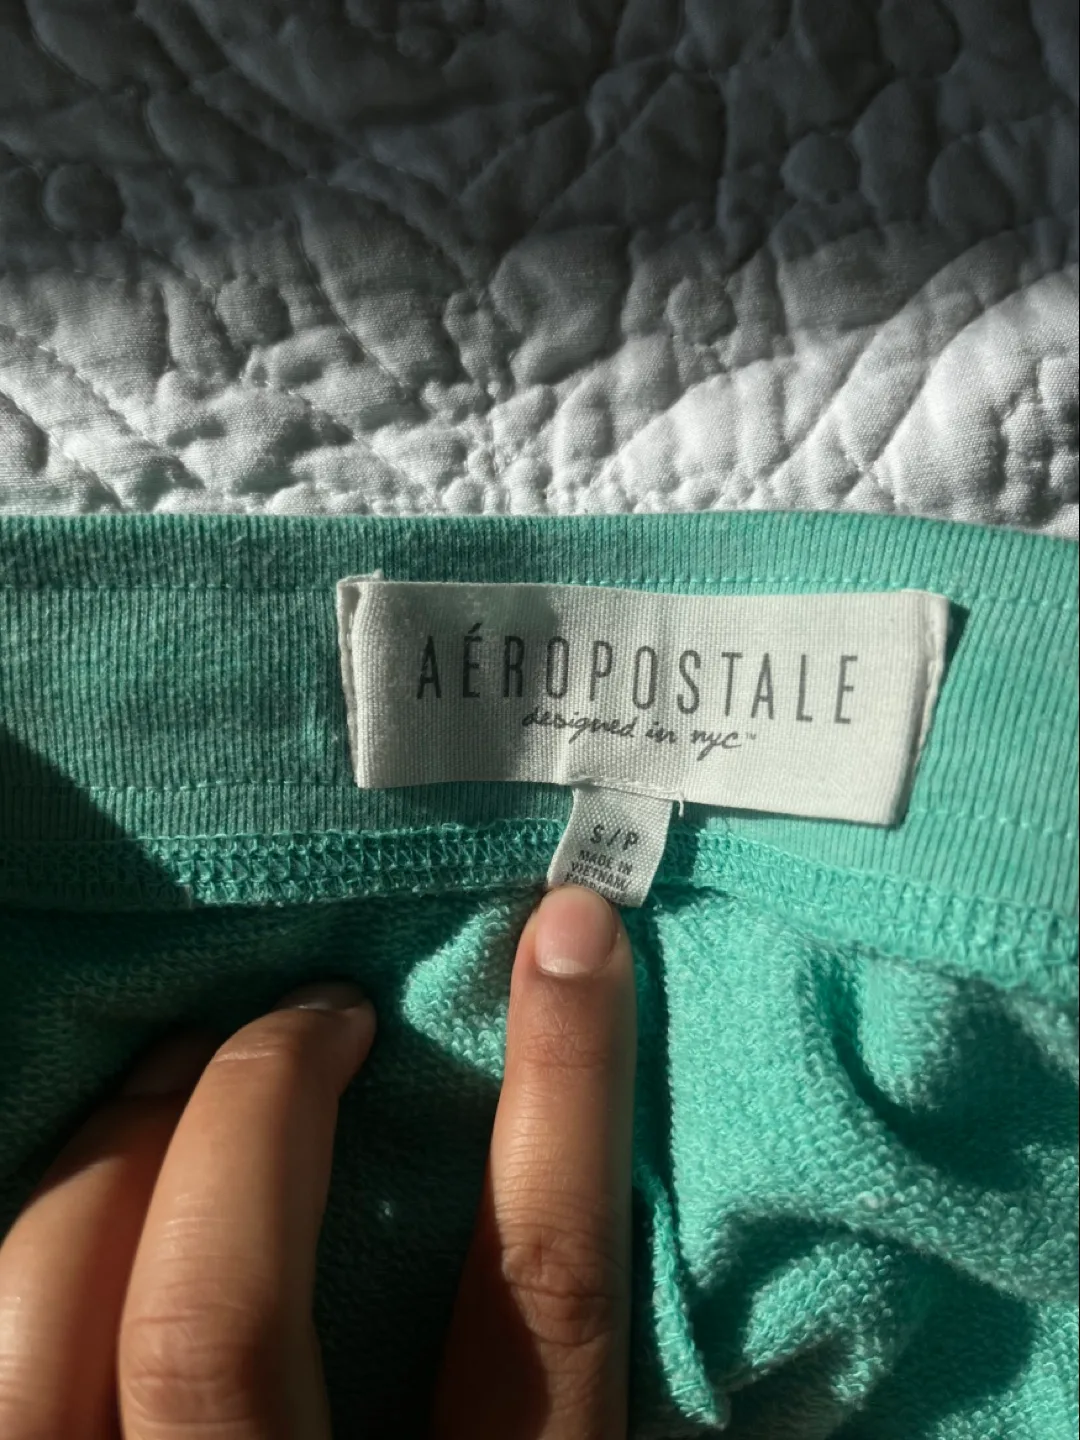 AÉROPOSTALE
designed in nyc™
S/P
MADE IN
VIETNAM/